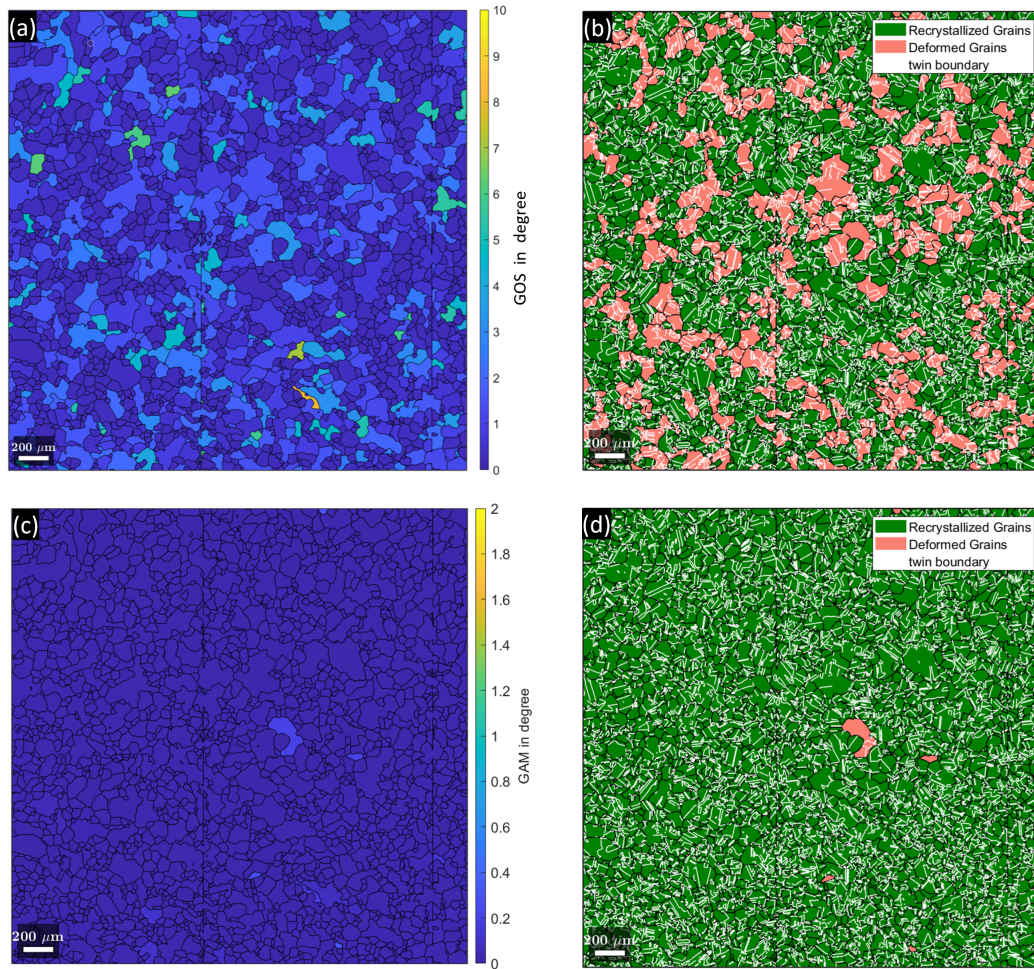 (a)
10
9
8
7
6
5
4
3
2
1
0
GOS in degree
200 μm
(b)
Recrystallized Grains
Deformed Grains
twin boundary
200 μm
(c)
2
1.8
1.6
1.4
1.2
1
0.8
0.6
0.4
0.2
0
GAM in degree
200 μm
(d)
Recrystallized Grains
Deformed Grains
twin boundary
200 μm